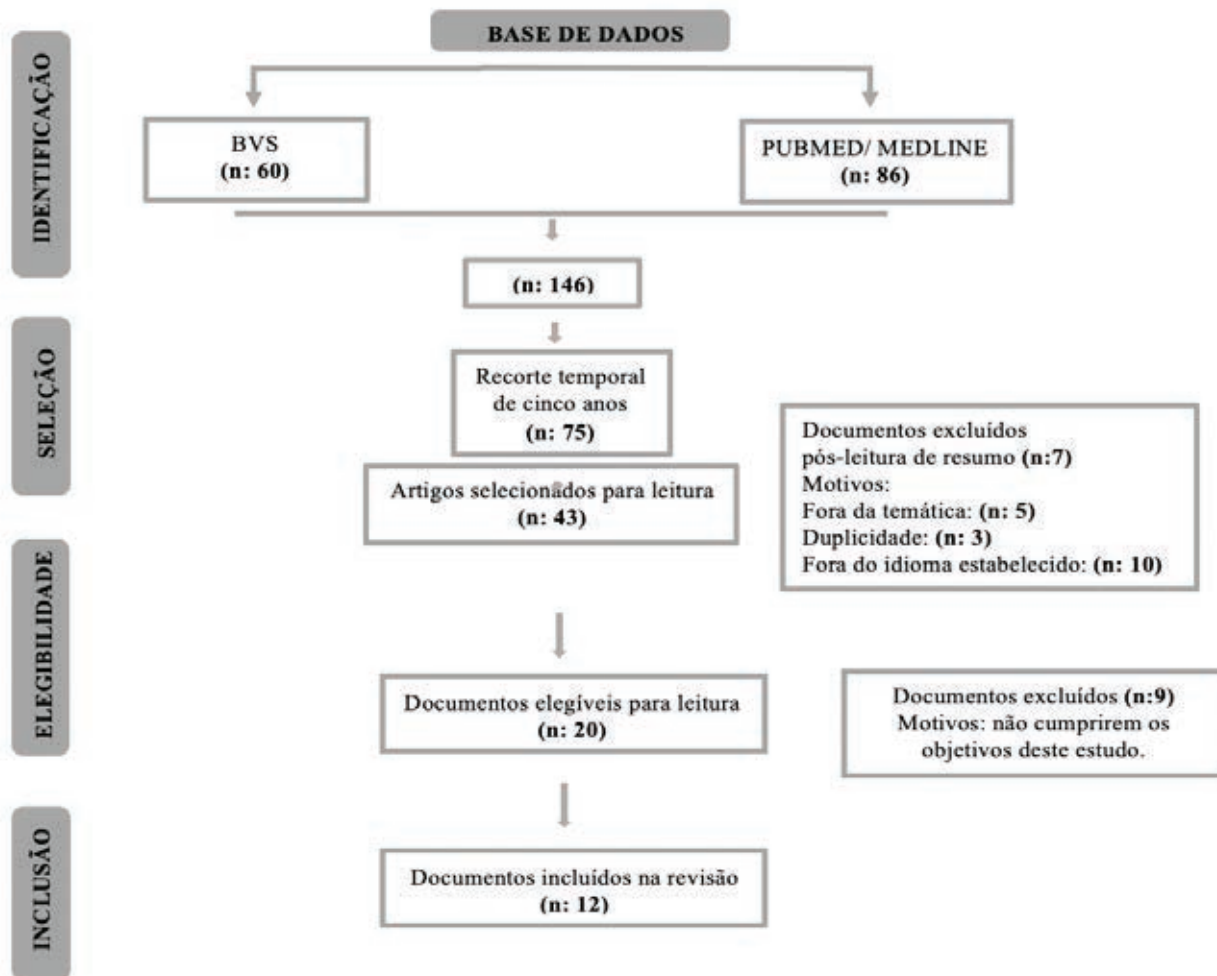 BASE DE DADOS
IDENTIFICAÇÃO
BVS
(n: 60)
PUBMED/ MEDLINE
(n: 86)
(n: 146)
SELEÇÃO
Recorte temporal
de cinco anos
(n: 75)
Artigos selecionados para leitura
(n: 43)
Documentos excluídos
pós-leitura de resumo (n:7)
Motivos:
Fora da temática: (n: 5)
Duplicidade: (n: 3)
Fora do idioma estabelecido: (n: 10)
ELEGIBILIDADE
Documentos elegíveis para leitura
(n: 20)
Documentos excluídos (n:9)
Motivos: não cumprirem os
objetivos deste estudo.
INCLUSÃO
Documentos incluídos na revisão
(n: 12)